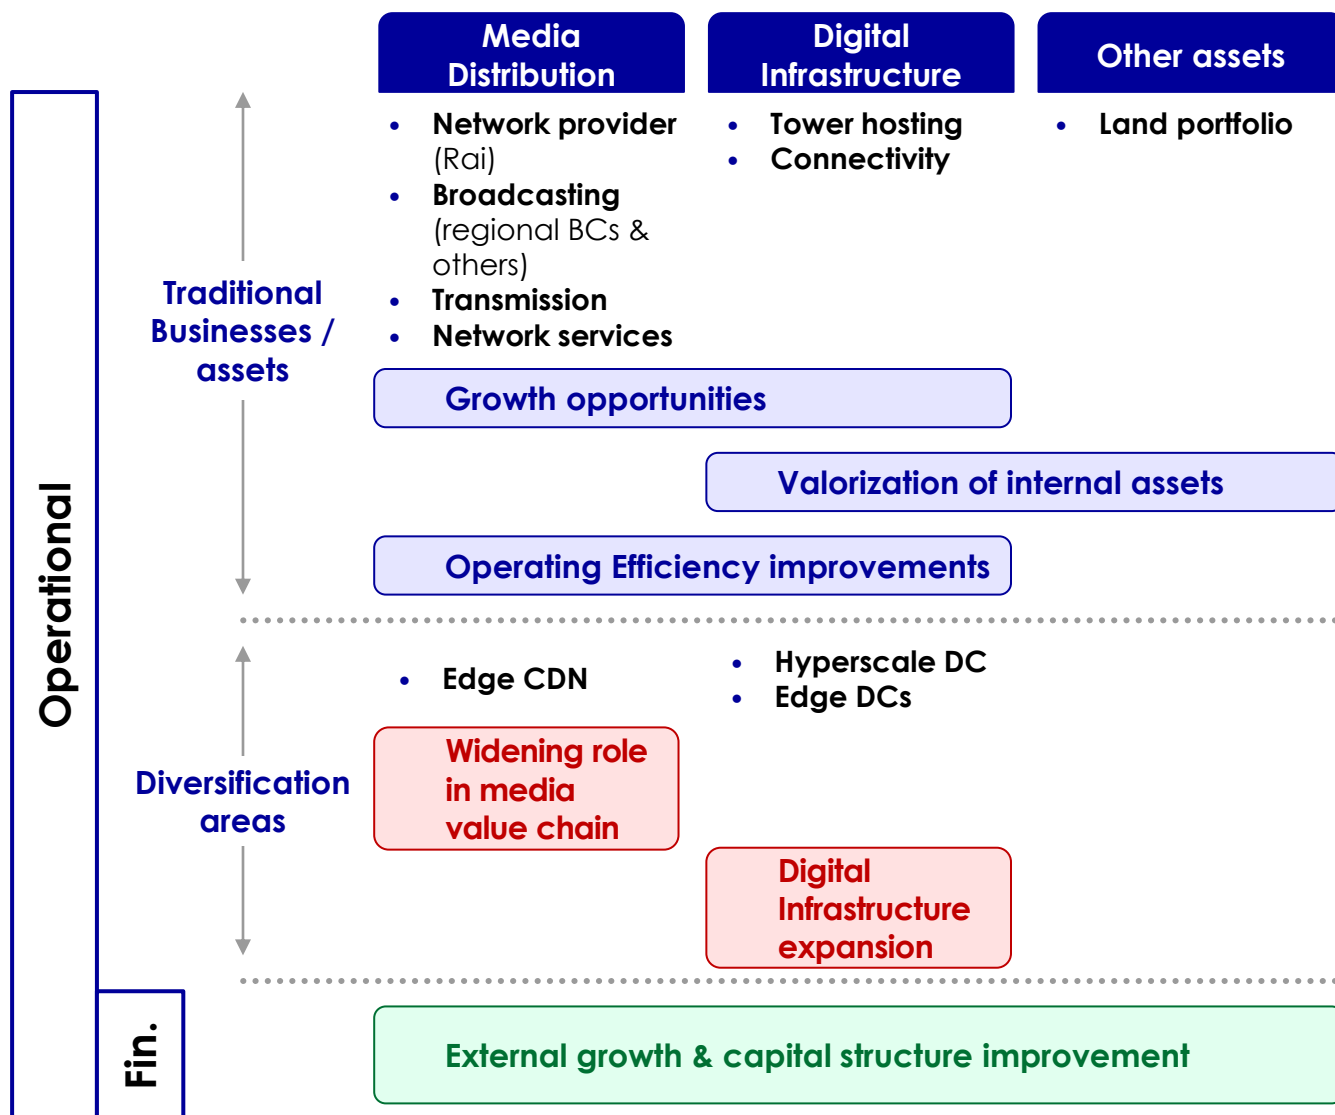 Media
Distribution
Digital
Infrastructure
Other assets
• Network provider
(Rai)
• Broadcasting
(regional BCs &
others)
• Transmission
• Network services
• Tower hosting
• Connectivity
• Land portfolio
Traditional
Businesses /
assets
Growth opportunities
Valorization of internal assets
Operating Efficiency improvements
Operational
• Edge CDN
• Hyperscale DC
• Edge DCs
Diversification
areas
Widening role
in media
value chain
Digital
Infrastructure
expansion
Fin.
External growth & capital structure improvement